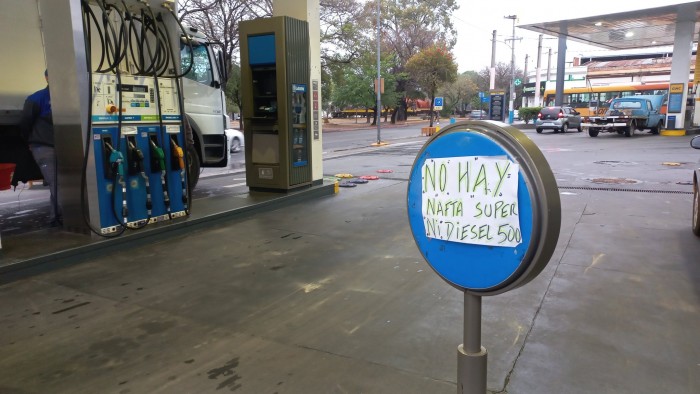 NO HAY
NAFTA "SUPER"
NI DIESEL 500